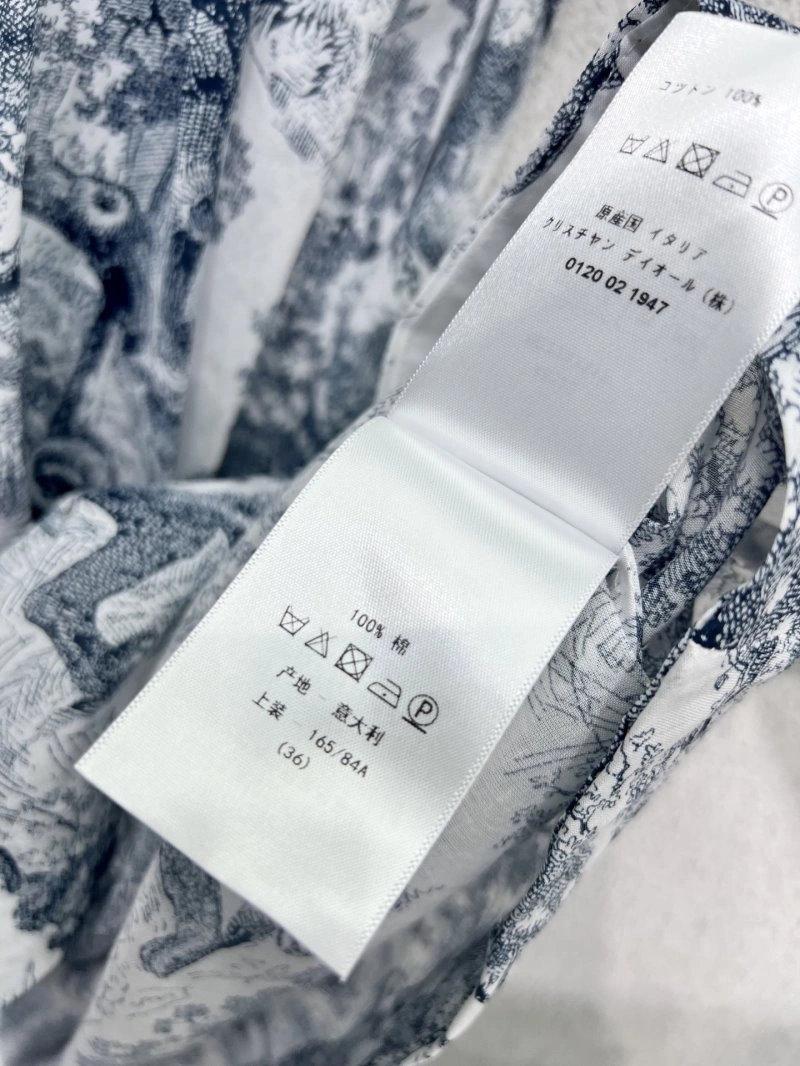 コットン 100%
原産国 イタリア
クリスチャン ディオール (株)
0120 02 1947
100% 棉
P
产地 - 意大利
上装 - 165/84A
(36)